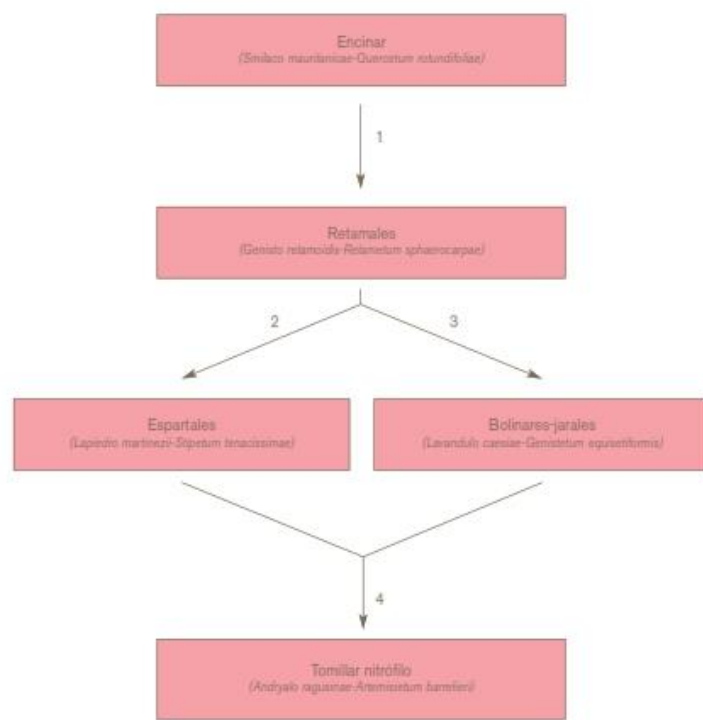 Encinar
(Smilaco mauritanicae-Quercetum rotundifoliae)
1
Retamales
(Genisto retamoidis-Retametum sphaerocarpae)
2
3
Espartales
(Lapiedro martinezii-Stipetum tenacissimae)
Bolinares-jarales
(Lavandulo caesiae-Genistetum equisetiformis)
4
Tomillar nitrófilo
(Andryalo ragusinae-Artemisietum barrelieri)